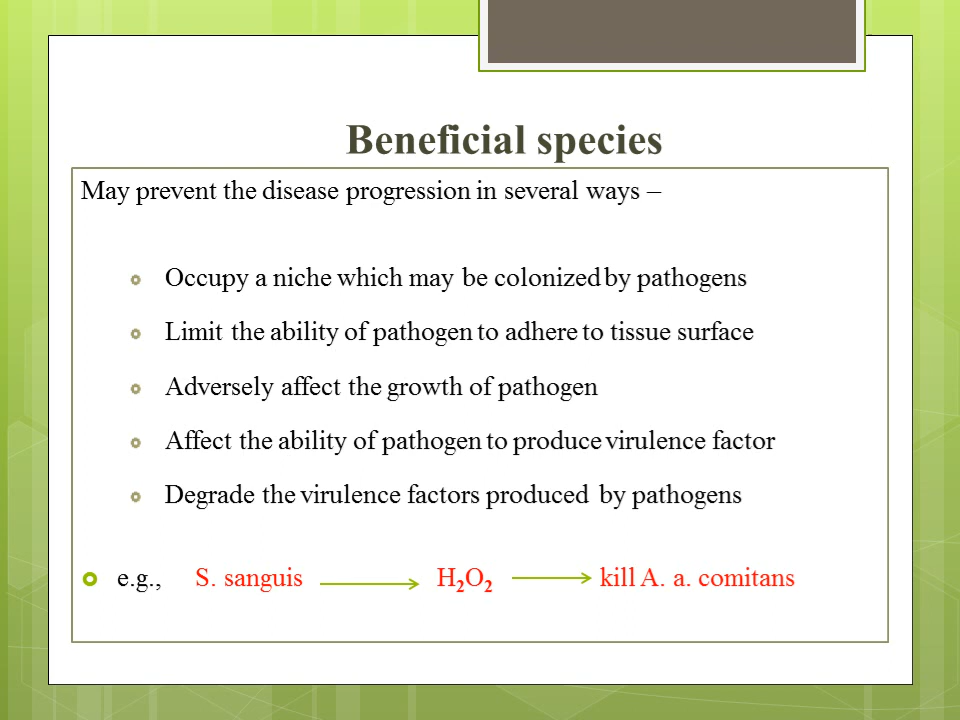 Beneficial species
May prevent the disease progression in several ways –
Occupy a niche which may be colonized by pathogens
Limit the ability of pathogen to adhere to tissue surface
Adversely affect the growth of pathogen
Affect the ability of pathogen to produce virulence factor
Degrade the virulence factors produced by pathogens
e.g., S. sanguis H₂O₂ kill A. a. comitans